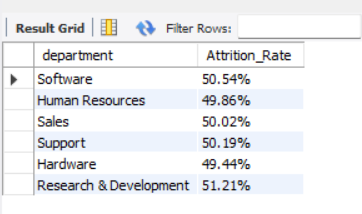 Result Grid Filter Rows:
department Attrition_Rate
Software 50.54%
Human Resources 49.86%
Sales 50.02%
Support 50.19%
Hardware 49.44%
Research & Development 51.21%